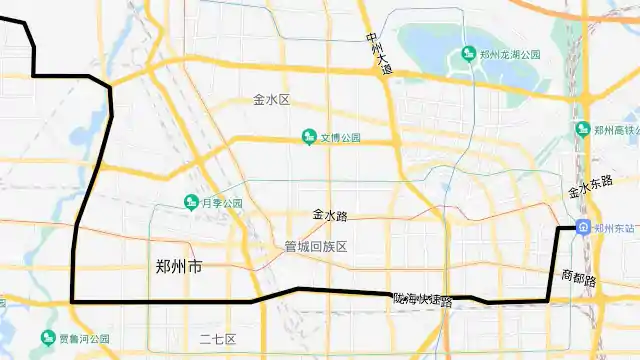 中州大道
郑州龙湖公园
金水区
文博公园
郑州高铁公
金水东路
月季公园
金水路
郑州东站
管城回族区
郑州市
商都路
陇海快速路
二七区
贾鲁河公园